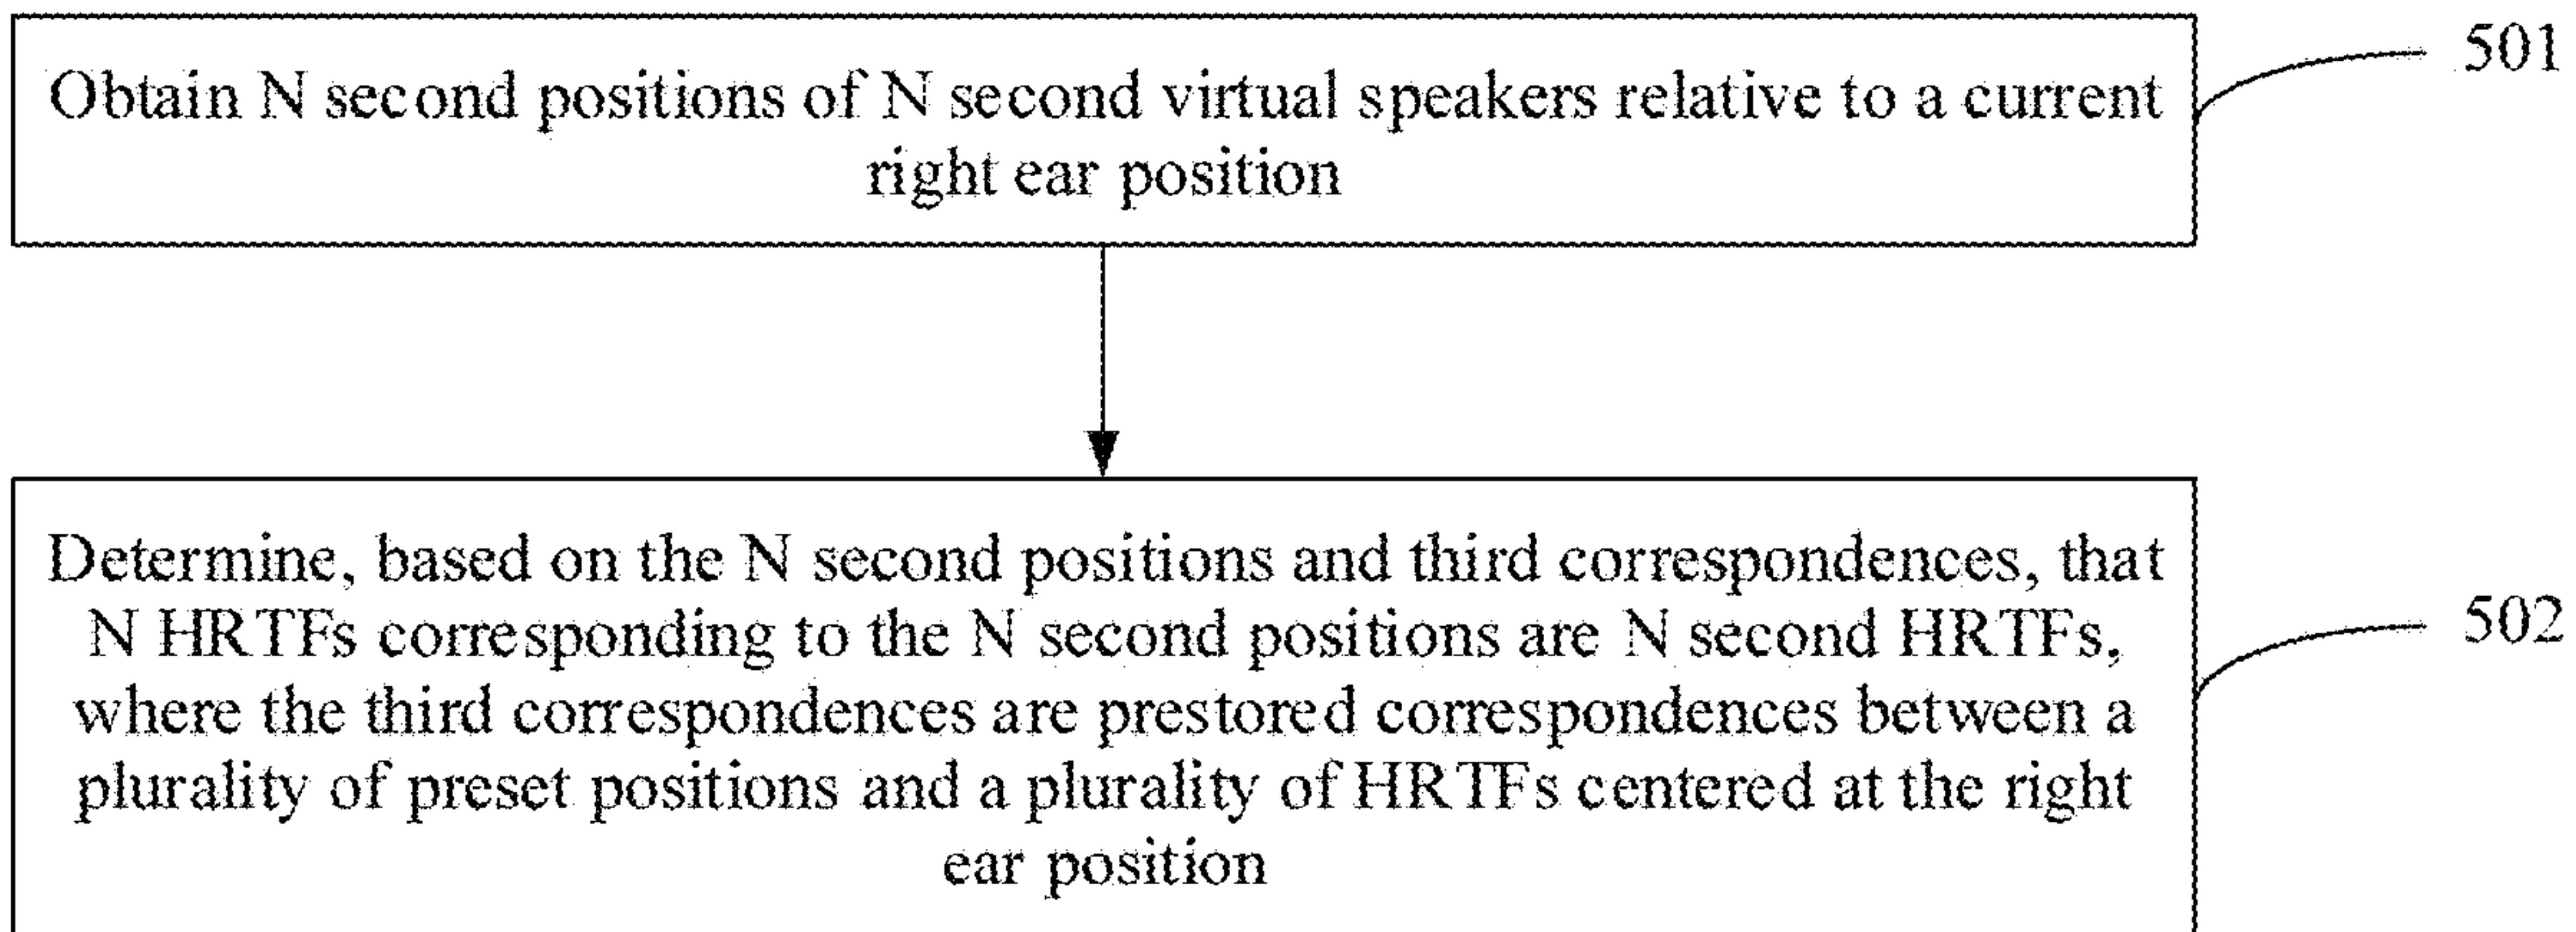 Obtain N second positions of N second virtual speakers relative to a current
right ear position
501
Determine, based on the N second positions and third correspondences, that
N HRTFs corresponding to the N second positions are N second HRTFs,
where the third correspondences are prestored correspondences between a
plurality of preset positions and a plurality of HRTFs centered at the right
ear position
502